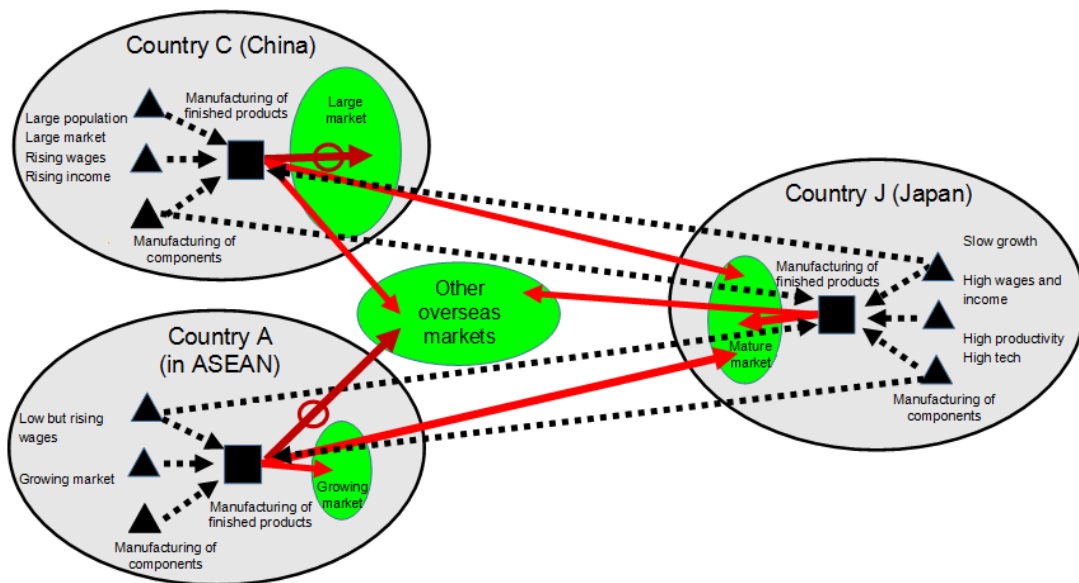 Country C (China)
Large population
Large market
Rising wages
Rising income
Manufacturing of
finished products
Large
market
Manufacturing of
components
Other
overseas
markets
Country J (Japan)
Slow growth
High wages and
income
High productivity
High tech
Manufacturing of
finished products
Mature
market
Manufacturing of
components
Country A
(in ASEAN)
Low but rising
wages
Growing market
Growing
market
Manufacturing of
finished products
Manufacturing of
components